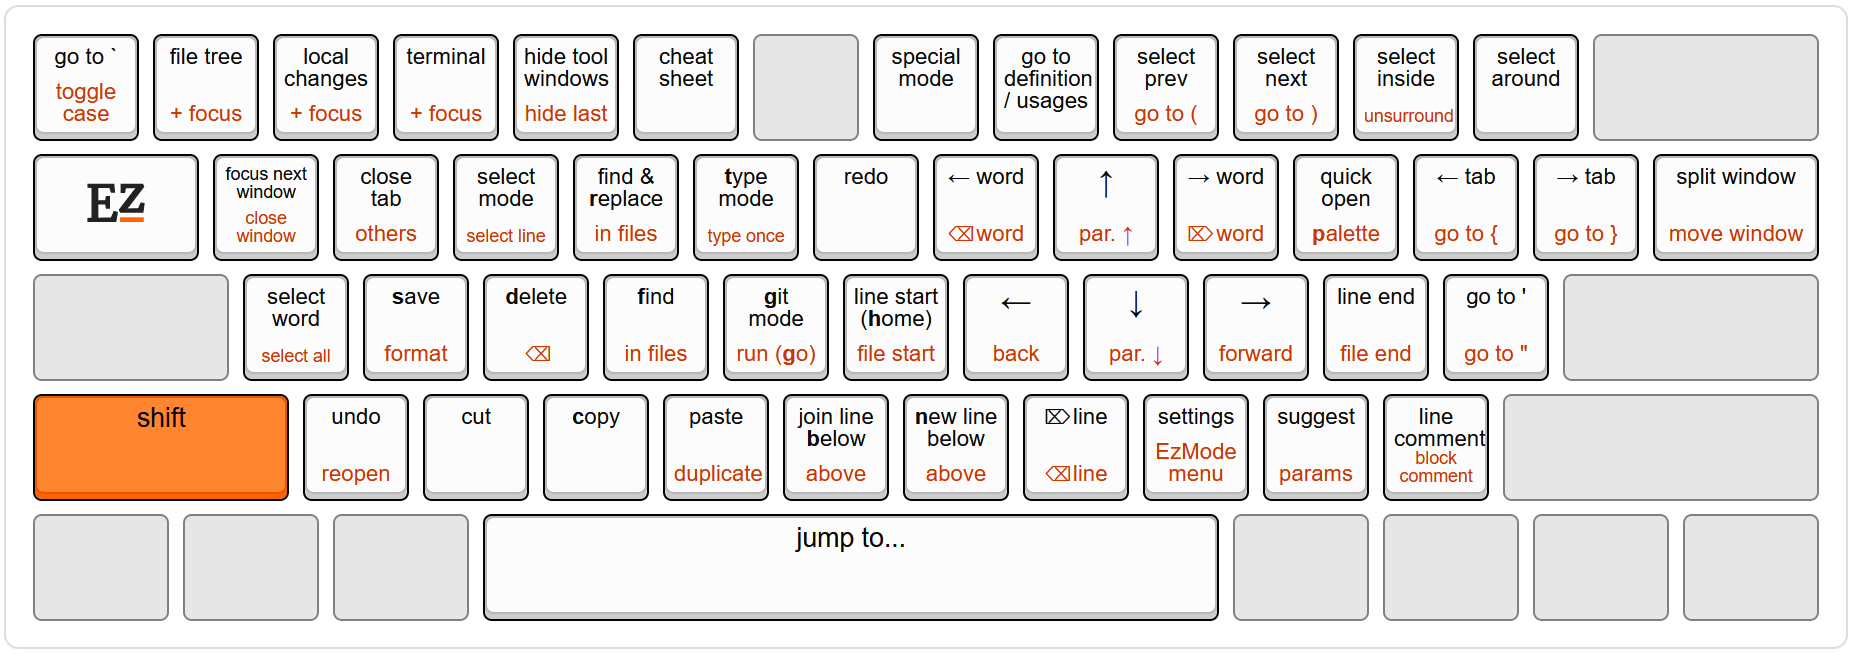 go to `
toggle
case
file tree
+ focus
local
changes
+ focus
terminal
+ focus
hide tool
windows
hide last
cheat
sheet
special
mode
go to
definition
/ usages
select
prev
go to (
select
next
go to )
select
inside
unsurround
select
around
EZ
focus next
window
close
window
close
tab
others
select
mode
select line
find &
replace
in files
type
mode
type once
redo
← word
⌫word
↑
par. ↑
→ word
⌦word
quick
open
palette
← tab
go to {
→ tab
go to }
split window
move window
select
word
select all
save
format
delete
⌫
find
in files
git
mode
run (go)
line start
(home)
file start
←
back
↓
par. ↓
→
forward
line end
file end
go to '
go to "
shift
undo
reopen
cut
copy
paste
duplicate
join line
below
above
new line
below
above
⌦line
⌫line
settings
EzMode
menu
suggest
params
line
comment
block
comment
jump to...